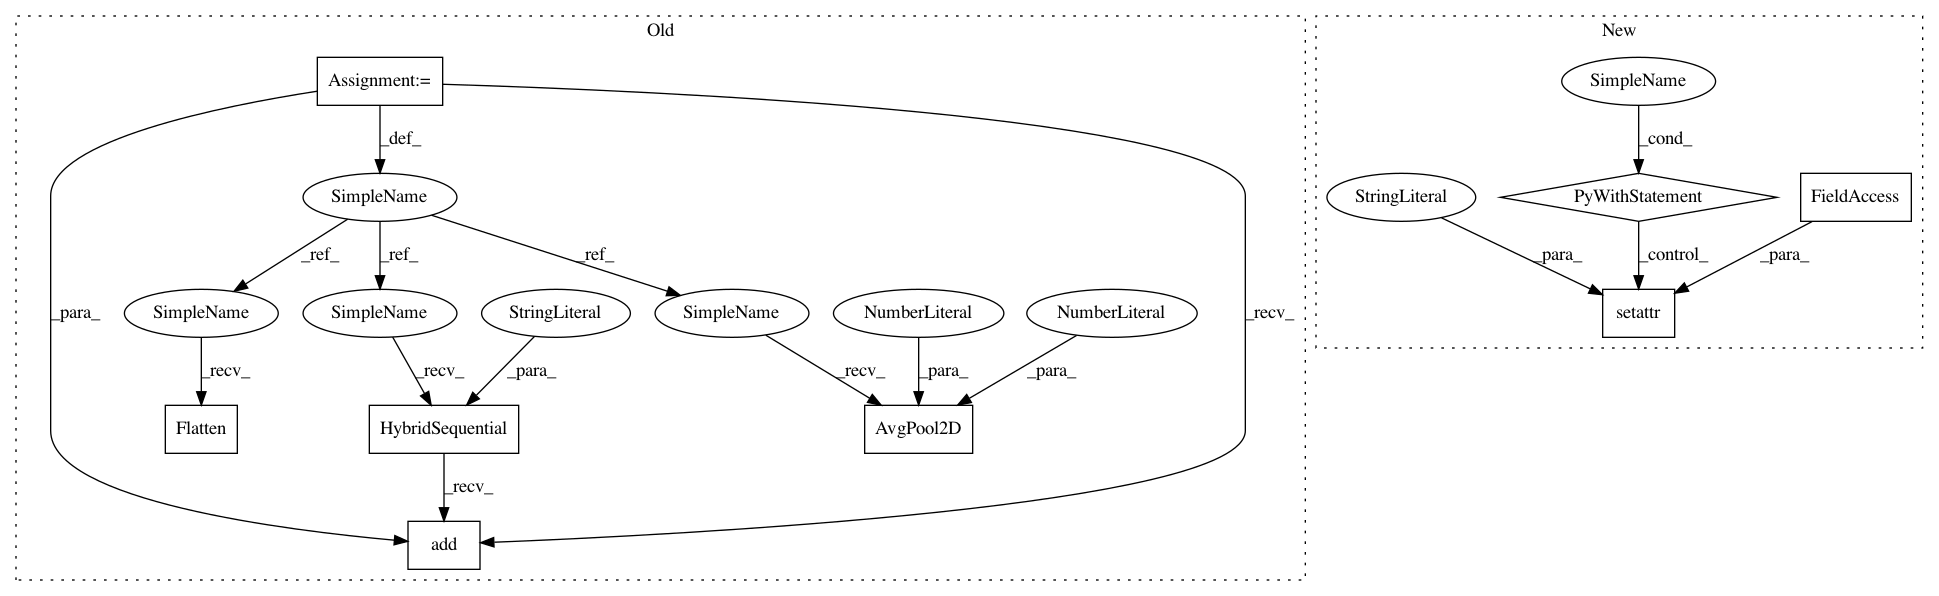 Old
New
Assignment:=
SimpleName
_def_
_cond_
SimpleName
StringLiteral
PyWithStatement
FieldAccess
_ref_
_ref_
_ref_
_para_
_control_
_para_
_para_
SimpleName
SimpleName
StringLiteral
SimpleName
NumberLiteral
NumberLiteral
_recv_
setattr
_recv_
_recv_
_para_
_recv_
_para_
_para_
Flatten
HybridSequential
AvgPool2D
_recv_
add